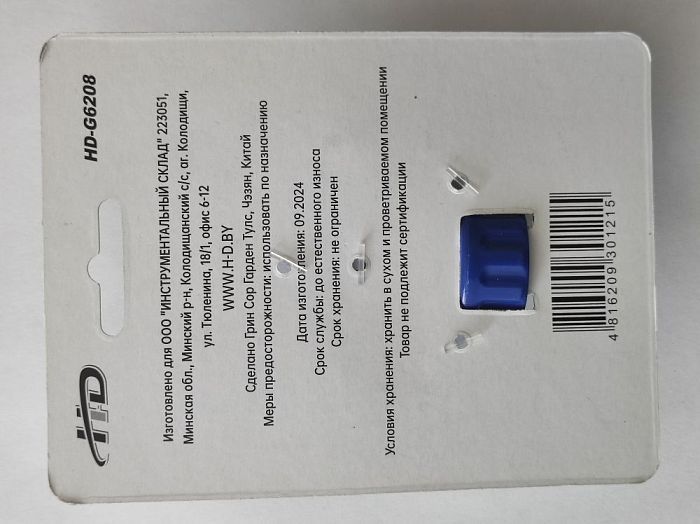 HD
HD-G6208
Изготовлено для ООО "ИНСТРУМЕНТАЛЬНЫЙ СКЛАД" 223051,
Минская обл., Минский р-н, Колодищанский с/с, аг. Колодищи,
ул. Тюленина, 18/1, офис 6-12
WWW.H-D.BY
Сделано Грин Сор Гарден Тулс, Чэзян, Китай
Меры предосторожности: использовать по назначению
Дата изготовления: 09.2024
Срок службы: до естественного износа
Срок хранения: не ограничен
Условия хранения: хранить в сухом и проветриваемом помещении
Товар не подлежит сертификации
4 816209 301215